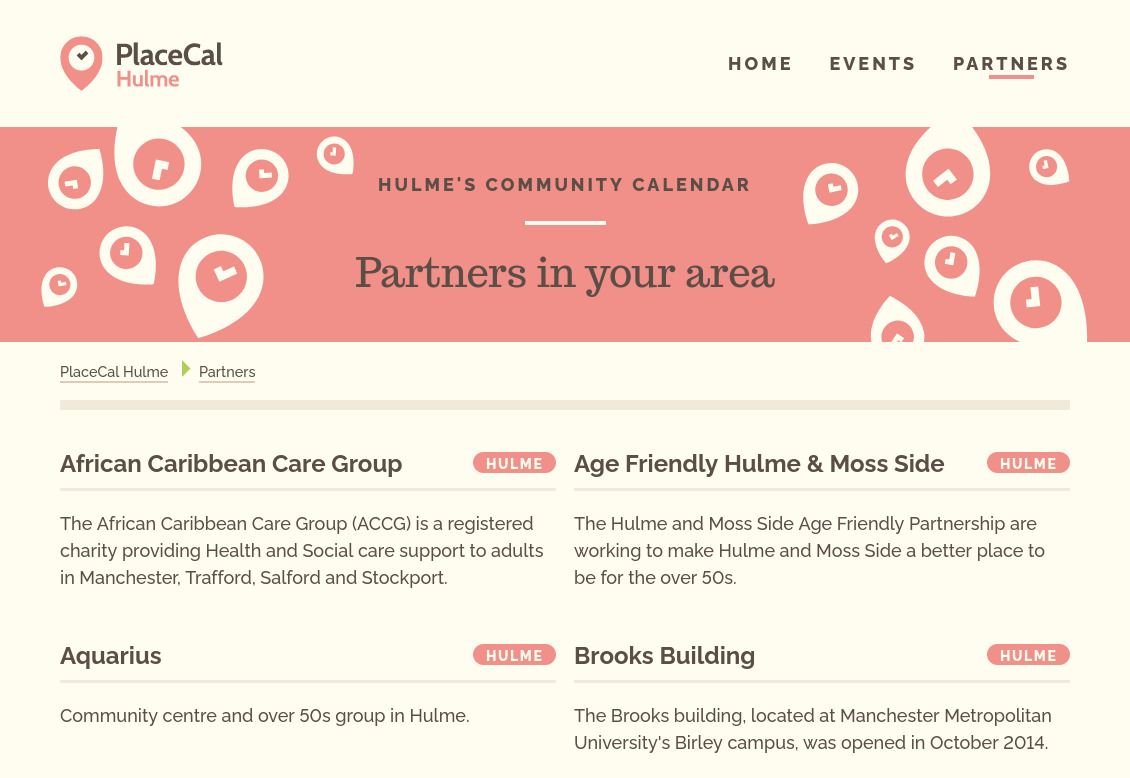 PlaceCal
Hulme
HOME EVENTS PARTNERS
HULME'S COMMUNITY CALENDAR
Partners in your area
PlaceCal Hulme Partners
African Caribbean Care Group HULME
The African Caribbean Care Group (ACCG) is a registered
charity providing Health and Social care support to adults
in Manchester, Trafford, Salford and Stockport.
Age Friendly Hulme & Moss Side HULME
The Hulme and Moss Side Age Friendly Partnership are
working to make Hulme and Moss Side a better place to
be for the over 50s.
Aquarius HULME
Community centre and over 50s group in Hulme.
Brooks Building HULME
The Brooks building, located at Manchester Metropolitan
University's Birley campus, was opened in October 2014.